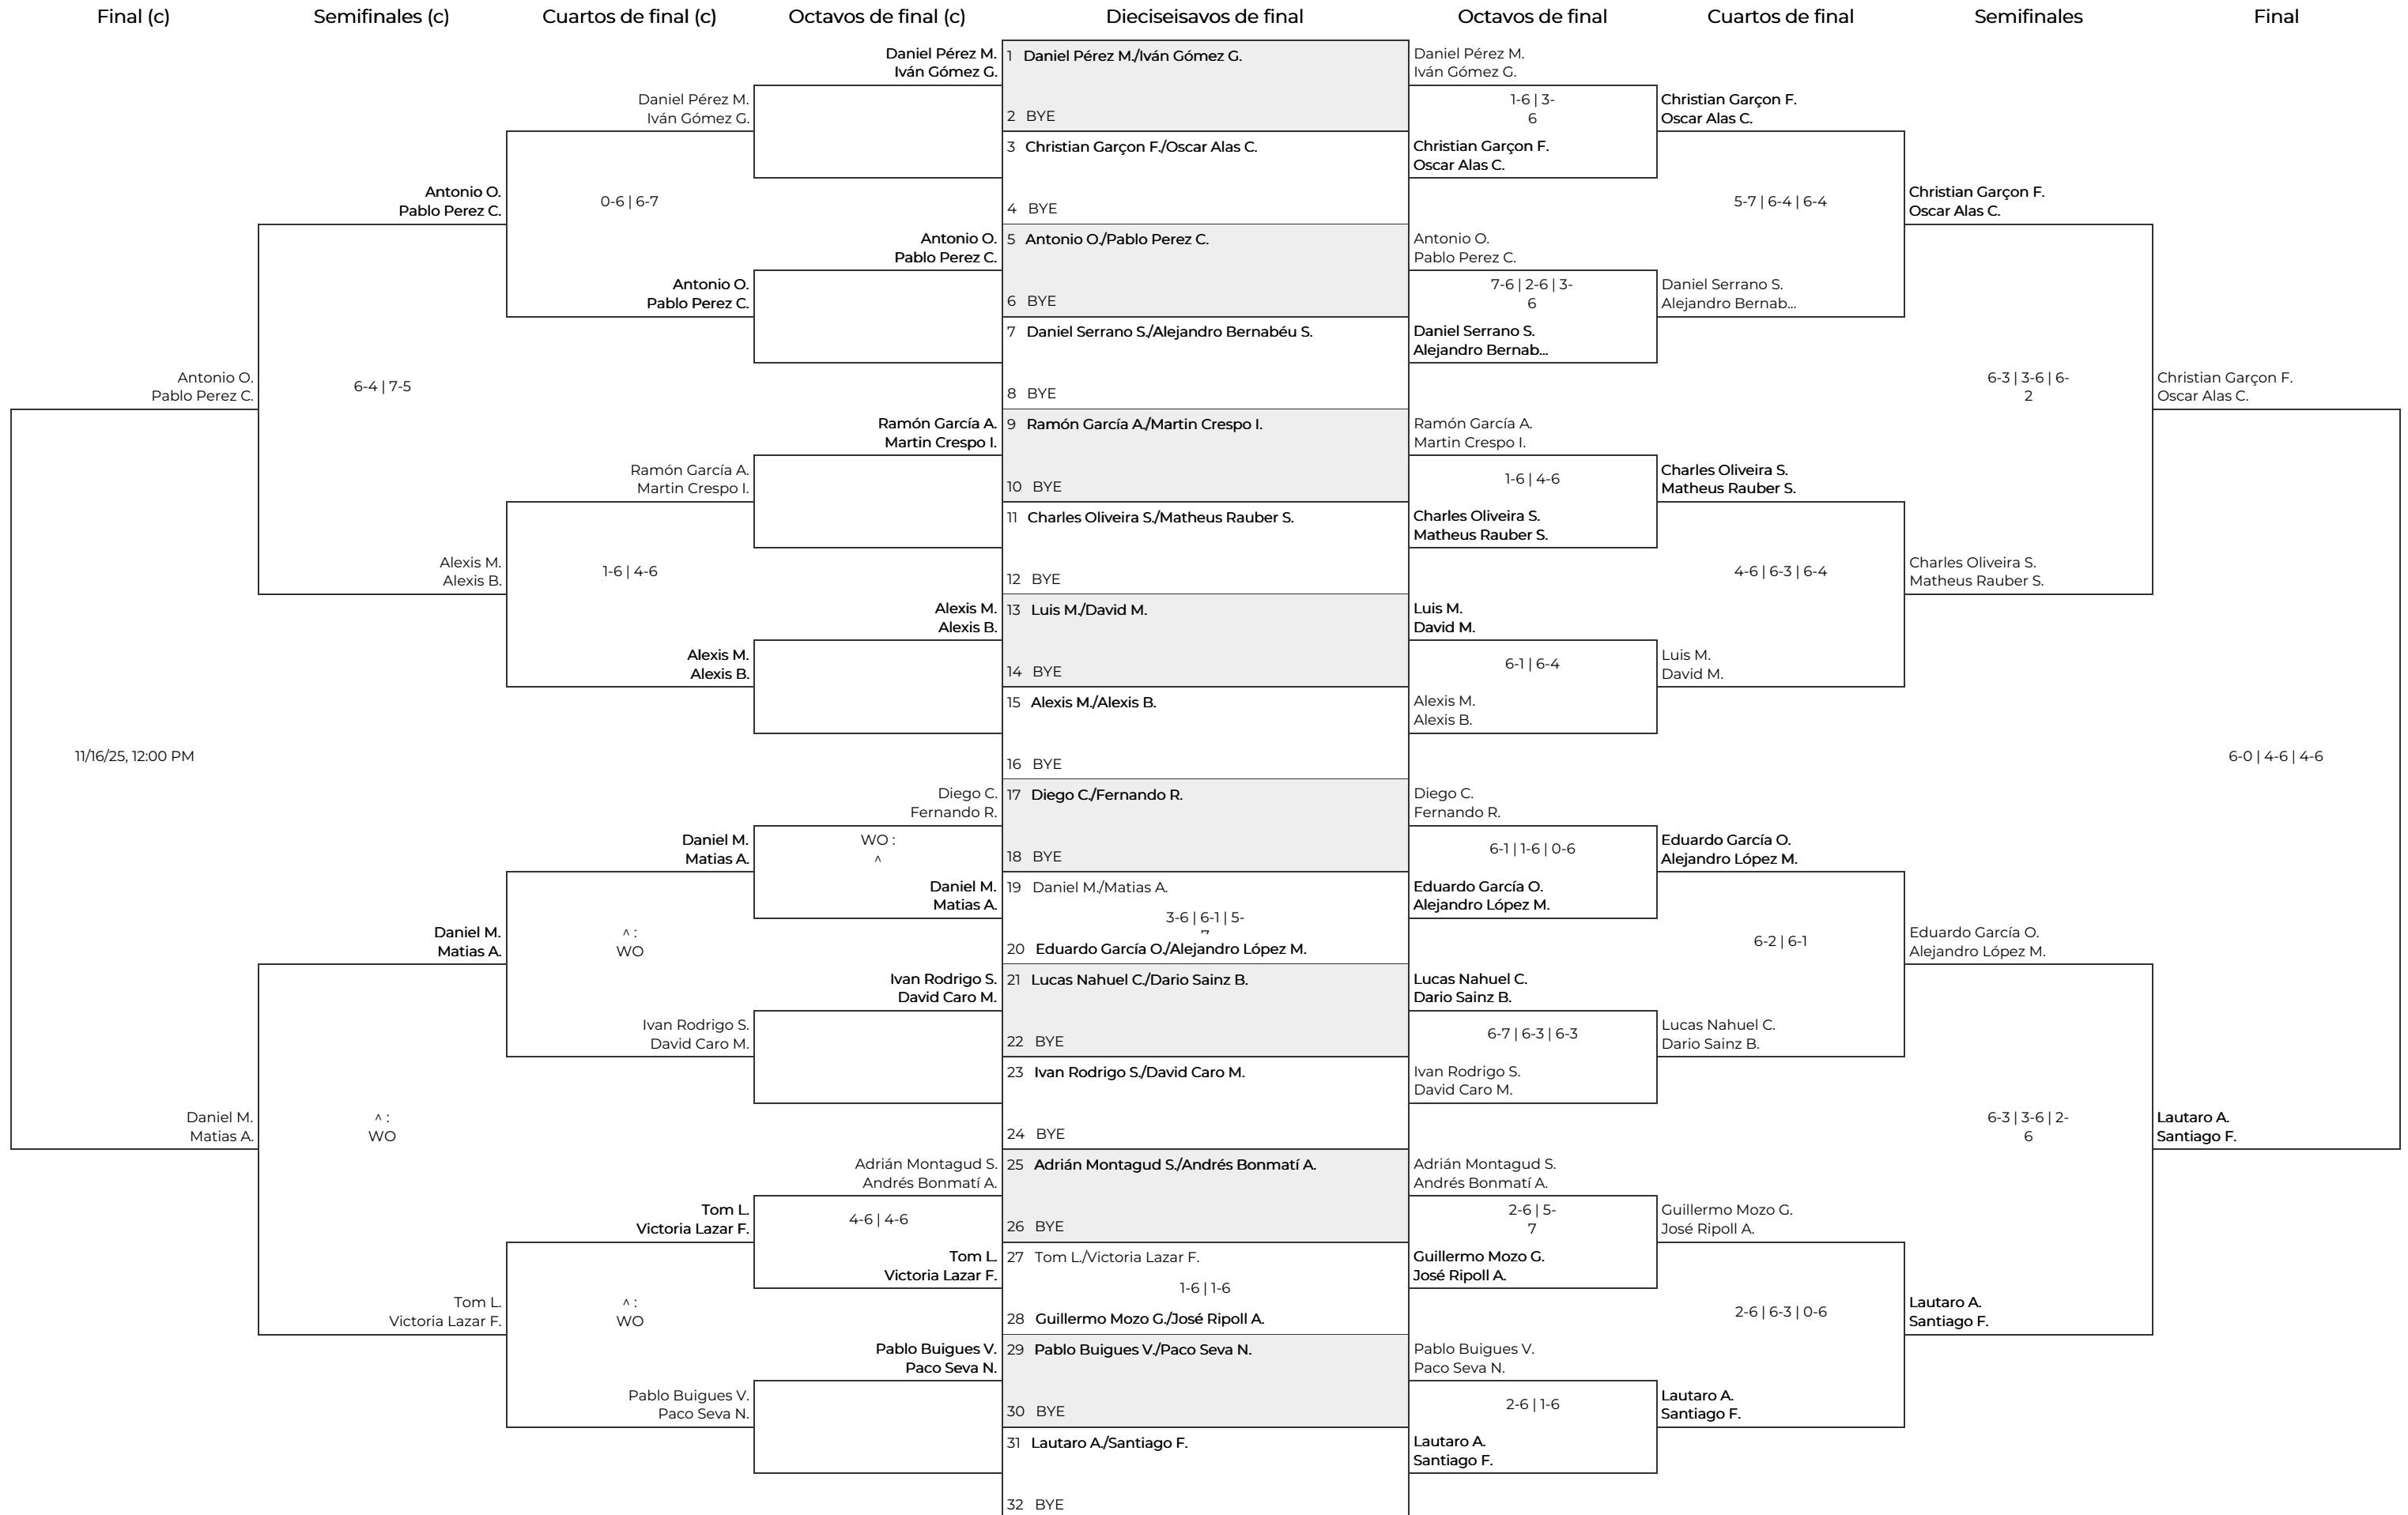 Final (c)
Semifinales (c)
Cuartos de final (c)
Octavos de final (c)
Dieciseisavos de final
Octavos de final
Cuartos de final
Semifinales
Final
Antonio O.
Pablo Perez C.
11/16/25, 12:00 PM
Daniel M.
Matias A.
Antonio O.
Pablo Perez C.
6-4 | 7-5
Alexis M.
Alexis B.
Daniel M.
Matias A.
^ :
WO
Tom L.
Victoria Lazar F.
Daniel Pérez M.
Iván Gómez G.
0-6 | 6-7
Antonio O.
Pablo Perez C.
Ramón García A.
Martin Crespo I.
1-6 | 4-6
Alexis M.
Alexis B.
Daniel M.
Matias A.
^ :
WO
Ivan Rodrigo S.
David Caro M.
Tom L.
Victoria Lazar F.
^ :
WO
Pablo Buigues V.
Paco Seva N.
Daniel Pérez M.
Iván Gómez G.
Antonio O.
Pablo Perez C.
Ramón García A.
Martin Crespo I.
Alexis M.
Alexis B.
Diego C.
Fernando R.
WO :
^
Daniel M.
Matias A.
Ivan Rodrigo S.
David Caro M.
Adrián Montagud S.
Andrés Bonmatí A.
4-6 | 4-6
Tom L.
Victoria Lazar F.
Pablo Buigues V.
Paco Seva N.
1 Daniel Pérez M./Iván Gómez G.
2 BYE
3 Christian Garçon F./Oscar Alas C.
4 BYE
5 Antonio O./Pablo Perez C.
6 BYE
7 Daniel Serrano S./Alejandro Bernabéu S.
8 BYE
9 Ramón García A./Martin Crespo I.
10 BYE
11 Charles Oliveira S./Matheus Rauber S.
12 BYE
13 Luis M./David M.
14 BYE
15 Alexis M./Alexis B.
16 BYE
17 Diego C./Fernando R.
18 BYE
19 Daniel M./Matias A.
3-6 | 6-1 | 5-
20 Eduardo García O./Alejandro López M.
21 Lucas Nahuel C./Dario Sainz B.
22 BYE
23 Ivan Rodrigo S./David Caro M.
24 BYE
25 Adrián Montagud S./Andrés Bonmatí A.
26 BYE
27 Tom L./Victoria Lazar F.
1-6 | 1-6
28 Guillermo Mozo G./José Ripoll A.
29 Pablo Buigues V./Paco Seva N.
30 BYE
31 Lautaro A./Santiago F.
32 BYE
Daniel Pérez M.
Iván Gómez G.
1-6 | 3-
6
Christian Garçon F.
Oscar Alas C.
Antonio O.
Pablo Perez C.
7-6 | 2-6 | 3-
6
Daniel Serrano S.
Alejandro Bernab...
Ramón García A.
Martin Crespo I.
1-6 | 4-6
Charles Oliveira S.
Matheus Rauber S.
Luis M.
David M.
6-1 | 6-4
Alexis M.
Alexis B.
Diego C.
Fernando R.
6-1 | 1-6 | 0-6
Eduardo García O.
Alejandro López M.
Lucas Nahuel C.
Dario Sainz B.
6-7 | 6-3 | 6-3
Ivan Rodrigo S.
David Caro M.
Adrián Montagud S.
Andrés Bonmatí A.
2-6 | 5-
7
Guillermo Mozo G.
José Ripoll A.
Pablo Buigues V.
Paco Seva N.
2-6 | 1-6
Lautaro A.
Santiago F.
Christian Garçon F.
Oscar Alas C.
5-7 | 6-4 | 6-4
Daniel Serrano S.
Alejandro Bernab...
Charles Oliveira S.
Matheus Rauber S.
4-6 | 6-3 | 6-4
Luis M.
David M.
Eduardo García O.
Alejandro López M.
6-2 | 6-1
Lucas Nahuel C.
Dario Sainz B.
Guillermo Mozo G.
José Ripoll A.
2-6 | 6-3 | 0-6
Lautaro A.
Santiago F.
Christian Garçon F.
Oscar Alas C.
6-3 | 3-6 | 6-
2
Charles Oliveira S.
Matheus Rauber S.
Eduardo García O.
Alejandro López M.
6-3 | 3-6 | 2-
6
Lautaro A.
Santiago F.
Christian Garçon F.
Oscar Alas C.
6-0 | 4-6 | 4-6
Lautaro A.
Santiago F.